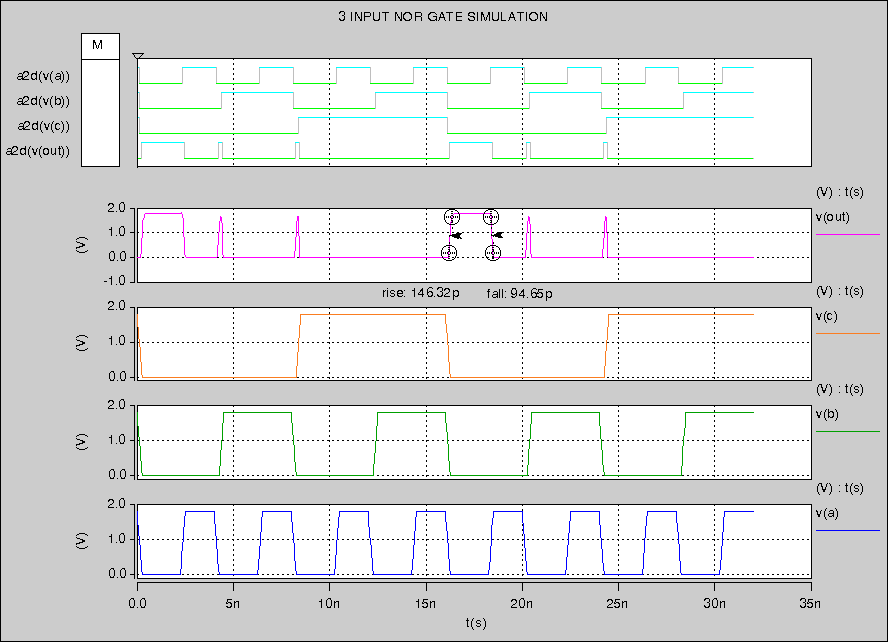 3 INPUT NOR GATE SIMULATION
M
a2d(v(a))
a2d(v(b))
a2d(v(c))
a2d(v(out))
(V) : t(s)
v(out)
2.0
1.0
0.0
-1.0
(V)
rise: 146.32p fall: 94.65p
(V) : t(s)
v(c)
2.0
1.0
0.0
(V)
(V) : t(s)
v(b)
2.0
1.0
0.0
(V)
(V) : t(s)
v(a)
2.0
1.0
0.0
(V)
0.0 5n 10n 15n 20n 25n 30n 35n
t(s)